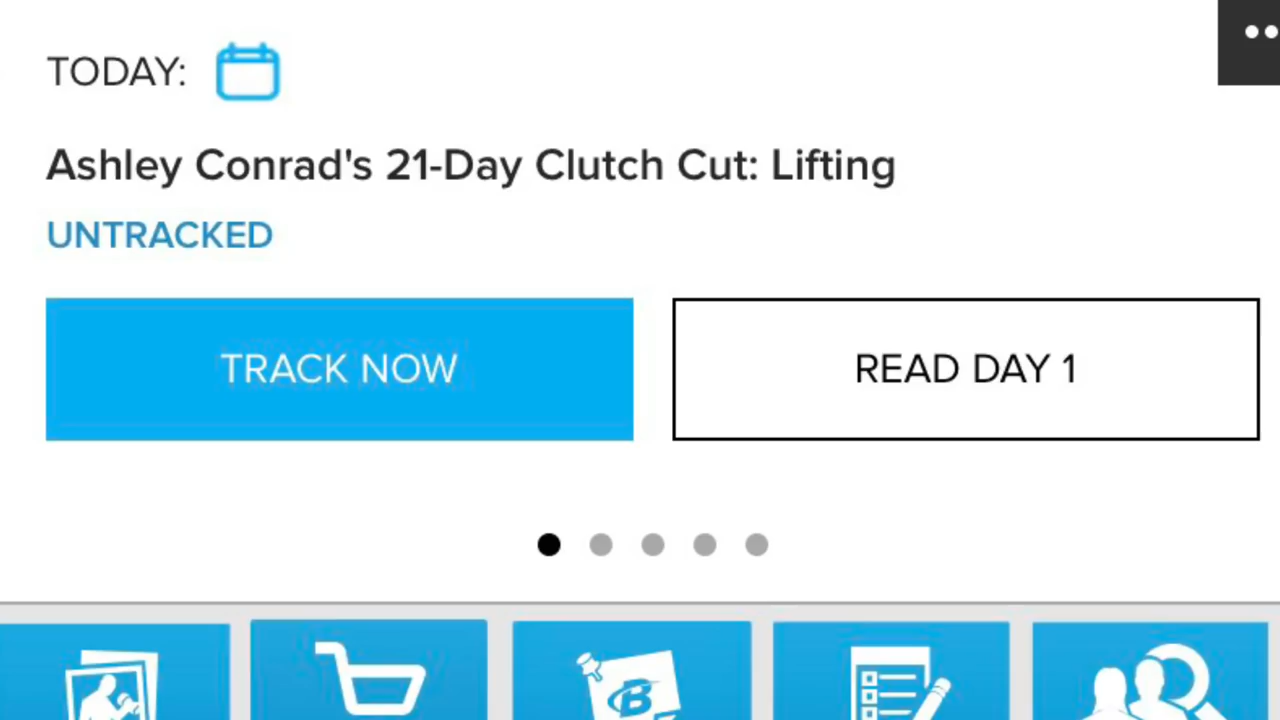 TODAY:
Ashley Conrad's 21-Day Clutch Cut: Lifting
UNTRACKED
TRACK NOW
READ DAY 1
B